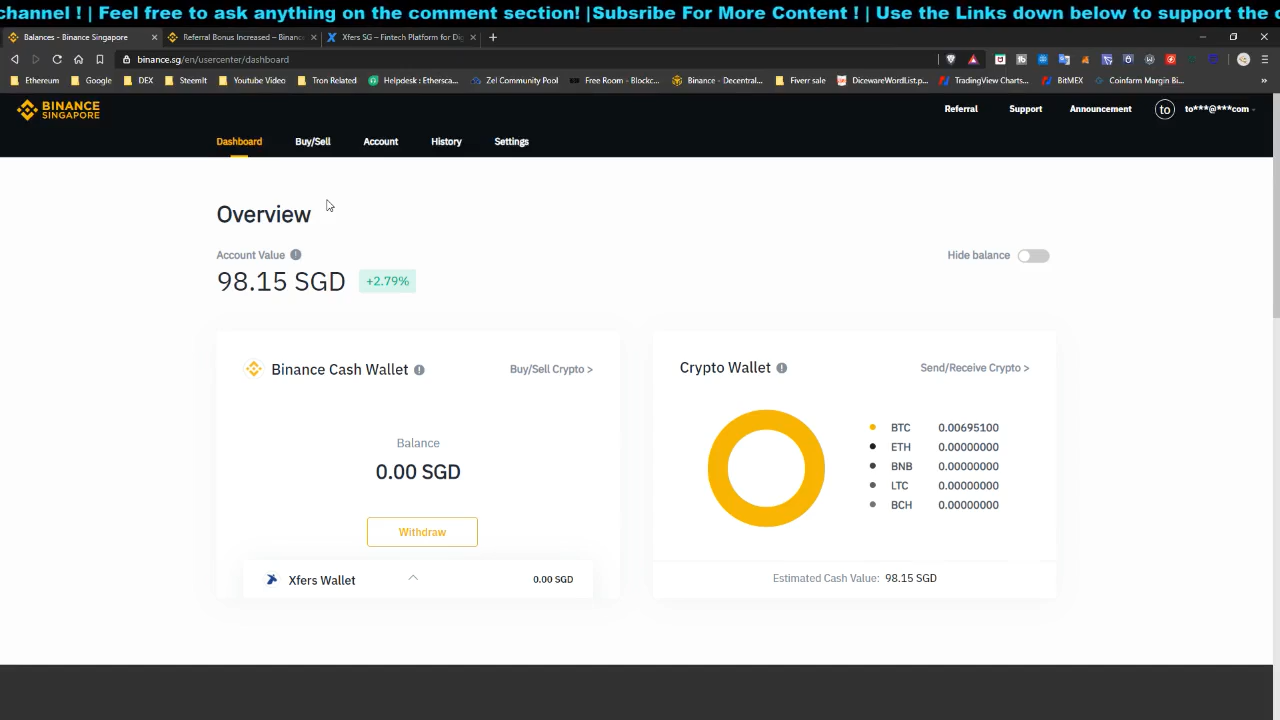 channel ! | Feel free to ask anything on the comment section! |Subsribe For More Content ! | Use the Links down below to support the
Balances - Binance Singapore
Referral Bonus Increased – Binance
Xfers SG – Fintech Platform for Dig
binance.sg/en/usercenter/dashboard
Ethereum Google DEX SteemIt Youtube Video Tron Related Helpdesk : Ethersca... Zel Community Pool Free Room - Blockc... Binance - Decentral... Fiverr sale DicewareWordList.p... TradingView Charts... BitMEX Coinfarm Margin Bi...
BINANCE
SINGAPORE
Referral Support Announcement to to***@***com
Dashboard Buy/Sell Account History Settings
Overview
Account Value
Hide balance
98.15 SGD +2.79%
Binance Cash Wallet
Buy/Sell Crypto >
Balance
0.00 SGD
Withdraw
Xfers Wallet 0.00 SGD
Crypto Wallet
Send/Receive Crypto >
BTC 0.00695100
ETH 0.00000000
BNB 0.00000000
LTC 0.00000000
BCH 0.00000000
Estimated Cash Value: 98.15 SGD